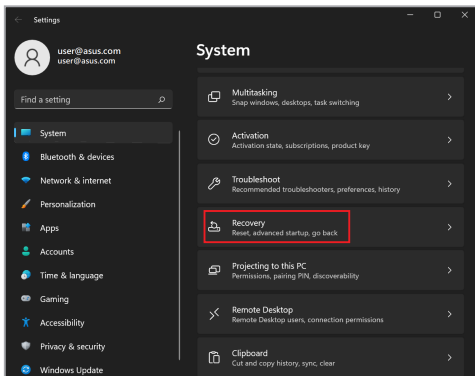 Settings
user@asus.com
user@asus.com
Find a setting
System
Bluetooth & devices
Network & internet
Personalization
Apps
Accounts
Time & language
Gaming
Accessibility
Privacy & security
Windows Update
System
Multitasking
Snap windows, desktops, task switching
Activation
Activation state, subscriptions, product key
Troubleshoot
Recommended troubleshooters, preferences, history
Recovery
Reset, advanced startup, go back
Projecting to this PC
Permissions, pairing PIN, discoverability
Remote Desktop
Remote Desktop users, connection permissions
Clipboard
Cut and copy history, sync, clear